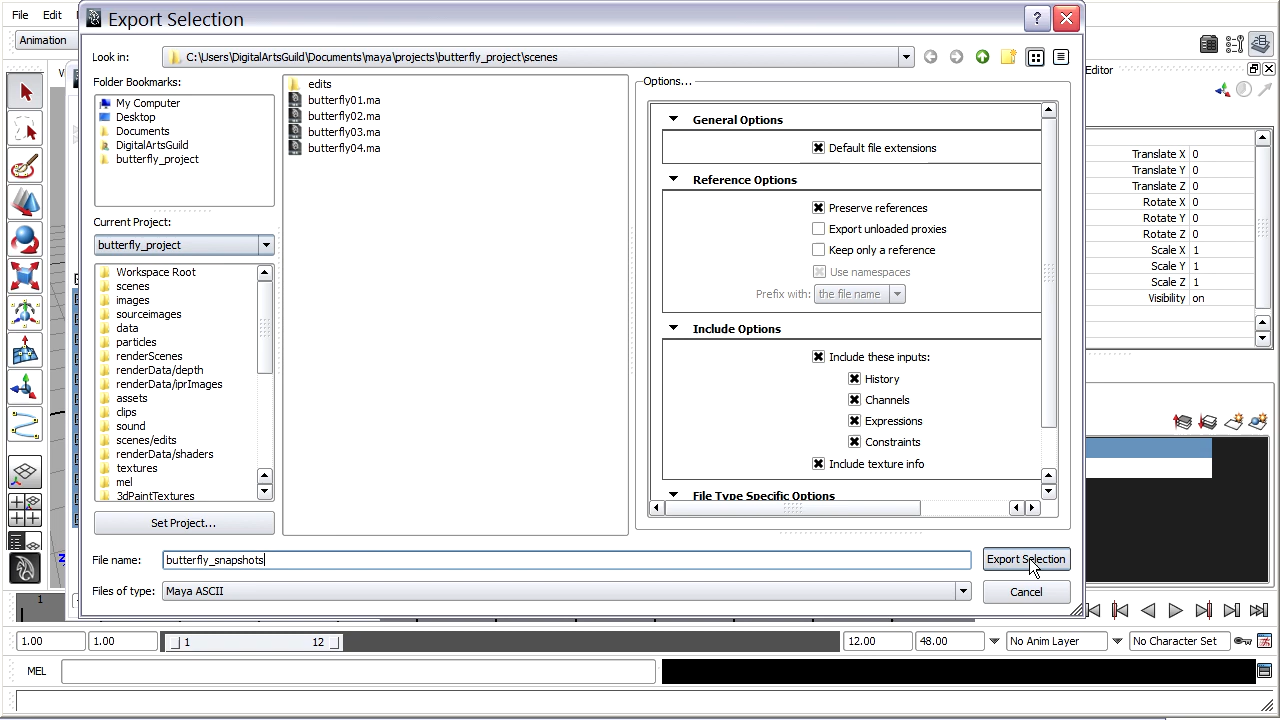 File Edit
Export Selection
?
Animation
Look in: C:\Users\DigitalArtsGuild\Documents\maya\projects\butterfly_project\scenes
Editor
Folder Bookmarks:
My Computer
Desktop
Documents
DigitalArtsGuild
butterfly_project
Current Project:
butterfly_project
Workspace Root
scenes
images
sourceimages
data
particles
renderScenes
renderData/depth
renderData/prImages
assets
clips
sound
scenes/edits
renderData/shaders
textures
mel
3dPaintTextures
Set Project...
edits
butterfly01.ma
butterfly02.ma
butterfly03.ma
butterfly04.ma
Options...
General Options
Default file extensions
Reference Options
Preserve references
Export unloaded proxies
Keep only a reference
Use namespaces
Prefix with: the file name
Include Options
Include these inputs:
History
Channels
Expressions
Constraints
Include texture info
File Type Specific Options
Translate X 0
Translate Y 0
Translate Z 0
Rotate X 0
Rotate Y 0
Rotate Z 0
Scale X 1
Scale Y 1
Scale Z 1
Visibility on
File name: butterfly_snapshots
Export Selection
Files of type: Maya ASCII
Cancel
1
1.00 1.00 1 12 12.00 48.00 No Anim Layer No Character Set
MEL